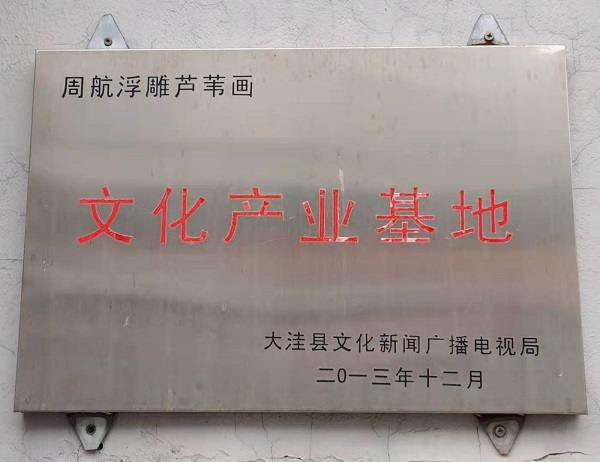 周航浮雕芦苇画
文化产业基地
大洼县文化新闻广播电视局
二0一三年十二月